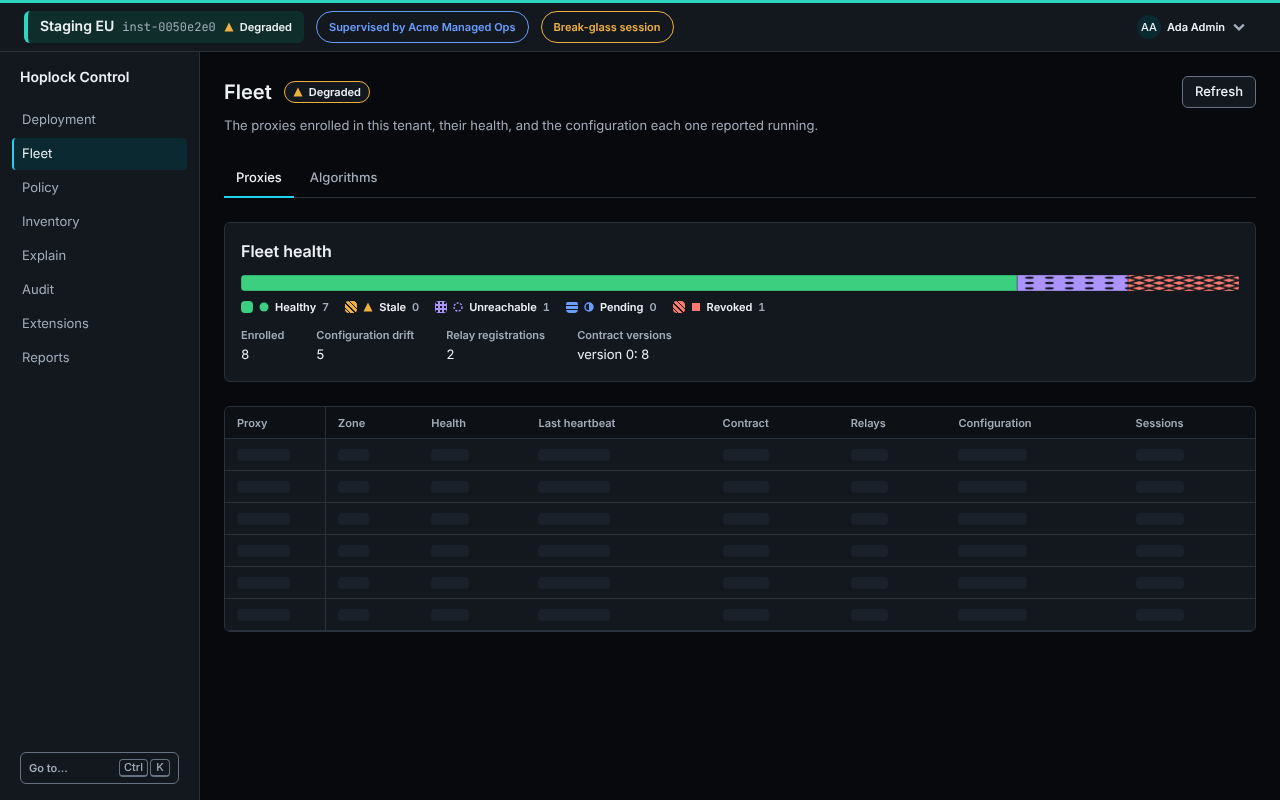 Staging EU inst-0050e2e0 Degraded
Supervised by Acme Managed Ops
Break-glass session
AA Ada Admin
Hoplock Control
Deployment
Fleet
Policy
Inventory
Explain
Audit
Extensions
Reports
Go to... Ctrl K
Fleet Degraded
Refresh
The proxies enrolled in this tenant, their health, and the configuration each one reported running.
Proxies Algorithms
Fleet health
Healthy 7 Stale 0 Unreachable 1 Pending 0 Revoked 1
Enrolled Configuration drift Relay registrations Contract versions
8 5 2 version 0: 8
Proxy Zone Health Last heartbeat Contract Relays Configuration Sessions